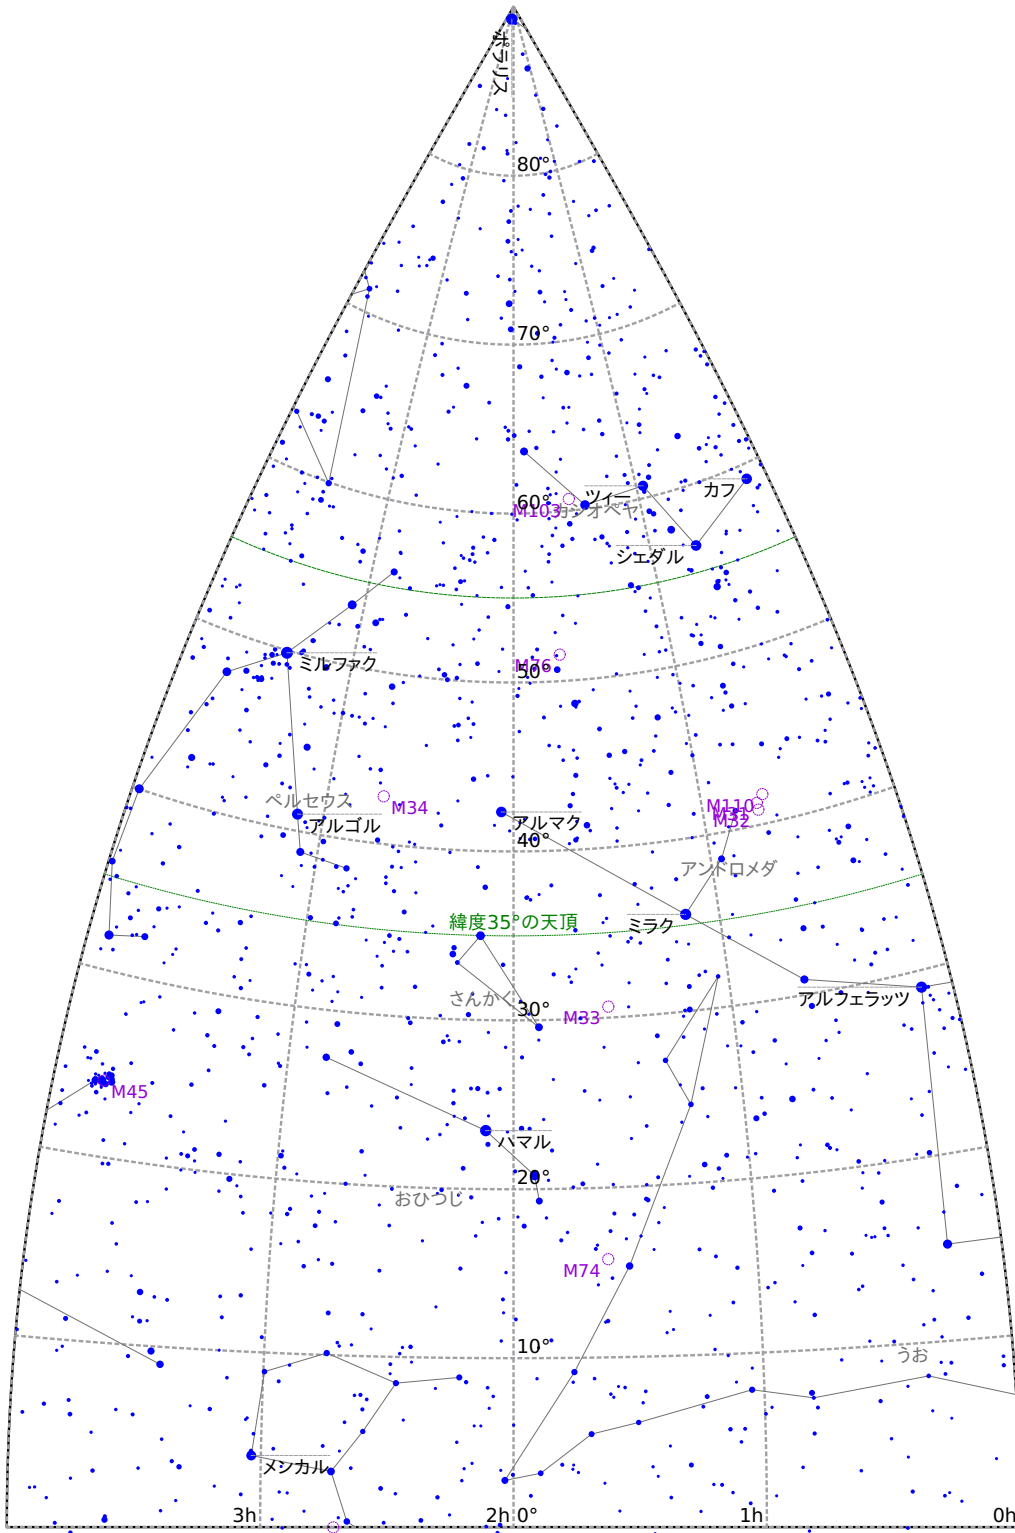 ポラリス
80°
70°
60°
ツィー
カフ
M103
カシオペヤ
シェダル
ミルファク
M76
50°
ペルセウス
M34
アルゴル
アルマク
M110
M31
M32
40°
アンドロメダ
緯度35°の天頂
ミラク
さんかく
30°
M33
アルフェラッツ
M45
ハマル
20°
おひつじ
M74
10°
うお
メンカル
3h
2h
0°
1h
0h